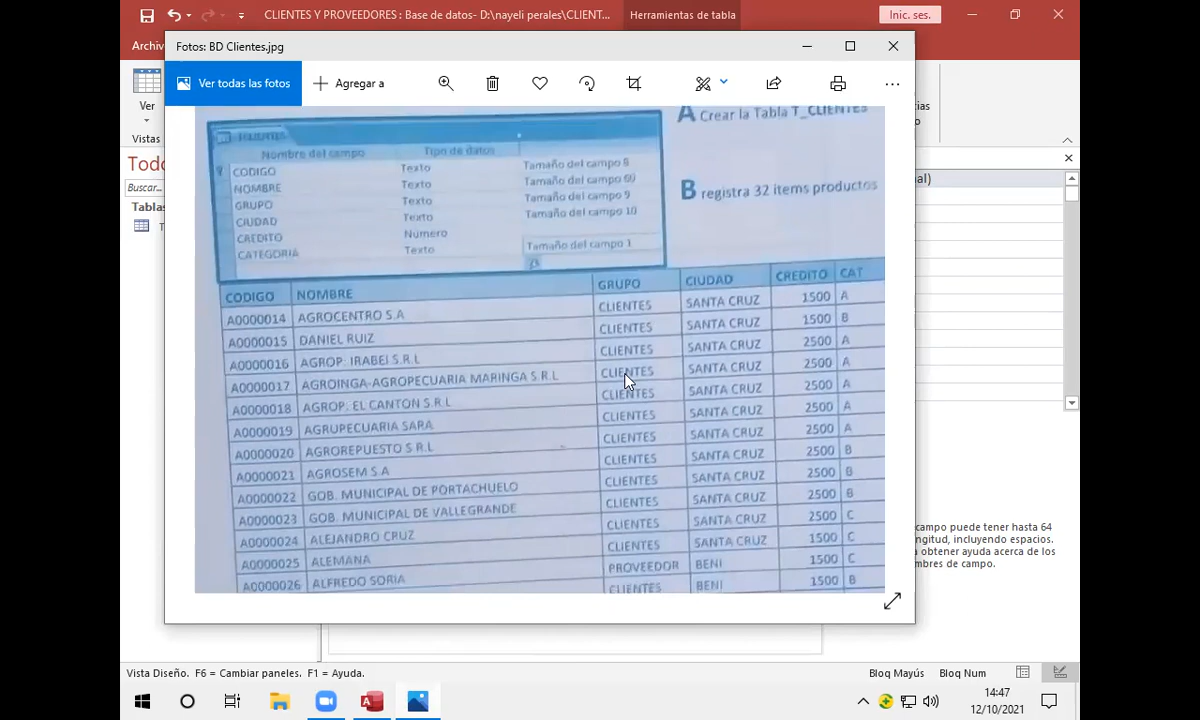 CLIENTES Y PROVEEDORES : Base de datos- D:\nayeli perales\CLIENT...
Herramientas de tabla
Inic. ses.
Archiv
Fotos: BD Clientes.jpg
Ver todas las fotos
Agregar a
Ver
Vistas
cias
Todo
Buscar...
Tablas
T
al)
A Crear la Tabla T_CLIENTES
B registra 32 items productos
Nombre del campo Tipo de datos
CODIGO Texto Tamaño del campo 8
NOMBRE Texto Tamaño del campo 60
GRUPO Texto Tamaño del campo 9
CIUDAD Texto Tamaño del campo 10
CREDITO Número
CATEGORIA Texto Tamaño del campo 1
CODIGO NOMBRE GRUPO CIUDAD CREDITO CAT
A0000014 AGROCENTRO S.A CLIENTES SANTA CRUZ 1500 A
A0000015 DANIEL RUIZ CLIENTES SANTA CRUZ 1500 B
A0000016 AGROP: IRABEI S.R.L CLIENTES SANTA CRUZ 2500 A
A0000017 AGROINGA-AGROPECUARIA MARINGA S.R.L CLIENTES SANTA CRUZ 2500 A
A0000018 AGROP: EL CANTON S.R.L CLIENTES SANTA CRUZ 2500 A
A0000019 AGRUPECUARIA SARA CLIENTES SANTA CRUZ 2500 A
A0000020 AGROREPUESTO S R L CLIENTES SANTA CRUZ 2500 A
A0000021 AGROSEM S A CLIENTES SANTA CRUZ 2500 B
A0000022 GOB. MUNICIPAL DE PORTACHUELO CLIENTES SANTA CRUZ 2500 B
A0000023 GOB. MUNICIPAL DE VALLEGRANDE CLIENTES SANTA CRUZ 2500 B
A0000024 ALEJANDRO CRUZ CLIENTES SANTA CRUZ 2500 C
A0000025 ALEMANA CLIENTES SANTA CRUZ 1500 C
A0000026 ALFREDO SORIA PROVEEDOR BENI 1500 C
CLIENTES BENI 1500 B
campo puede tener hasta 64
ngitud, incluyendo espacios.
a obtener ayuda acerca de los
mbres de campo.
Vista Diseño. F6 = Cambiar paneles. F1 = Ayuda.
Bloq Mayús Bloq Num
14:47
12/10/2021